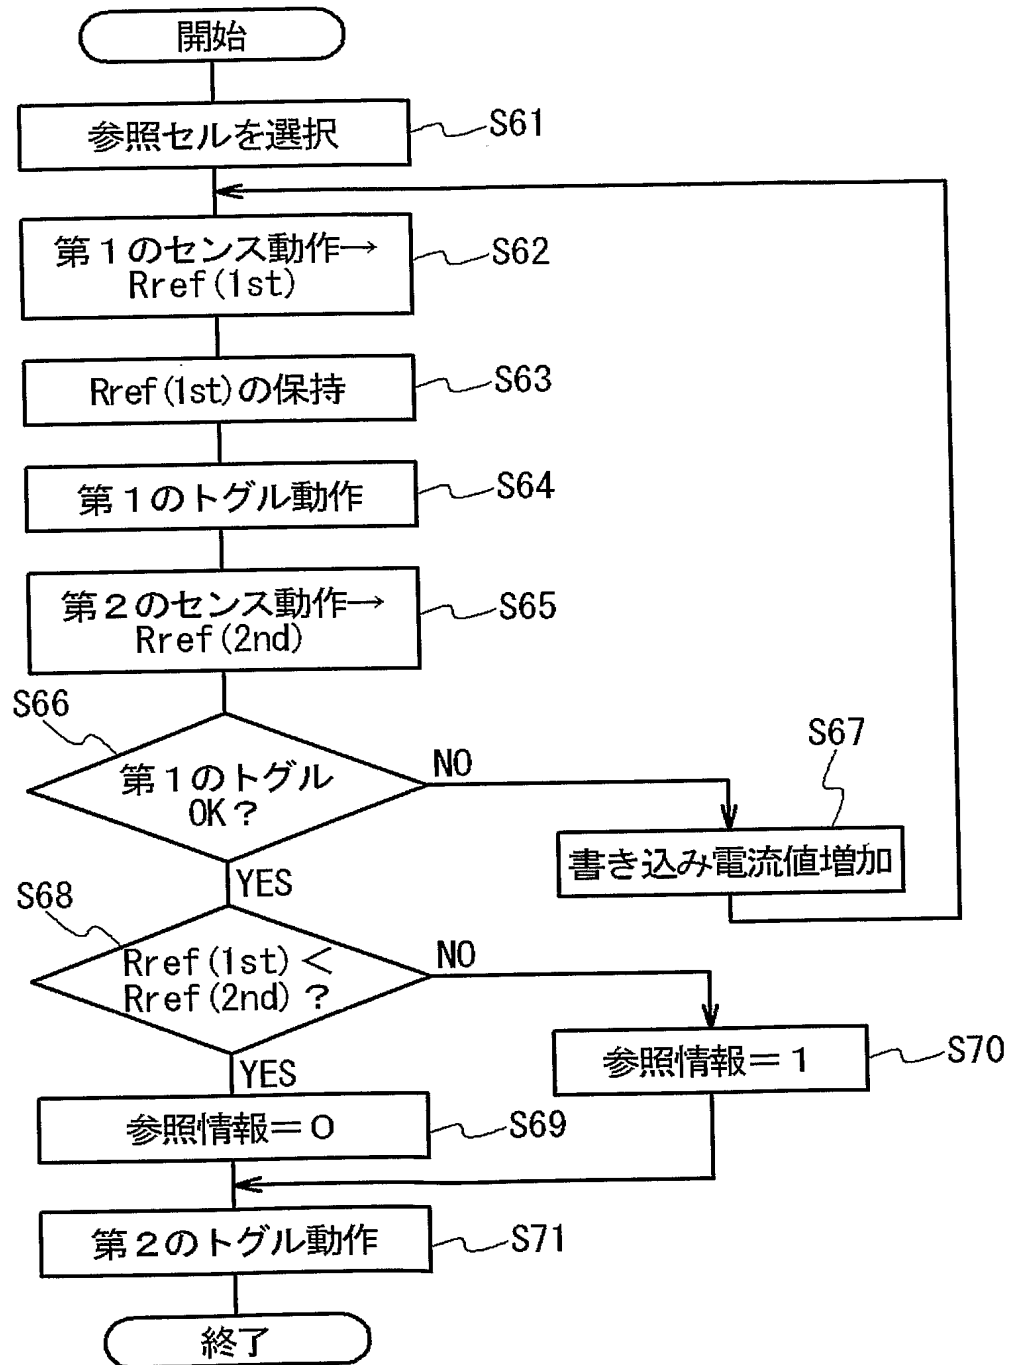 開始
参照セルを選択
S61
第1のセンス動作→
Rref(1st)
S62
Rref(1st)の保持
S63
第1のトグル動作
S64
第2のセンス動作→
Rref(2nd)
S65
S66
第1のトグル
OK?
NO
S67
書き込み電流値増加
YES
S68
Rref(1st)<
Rref(2nd)?
NO
参照情報=1
S70
YES
参照情報=0
S69
第2のトグル動作
S71
終了